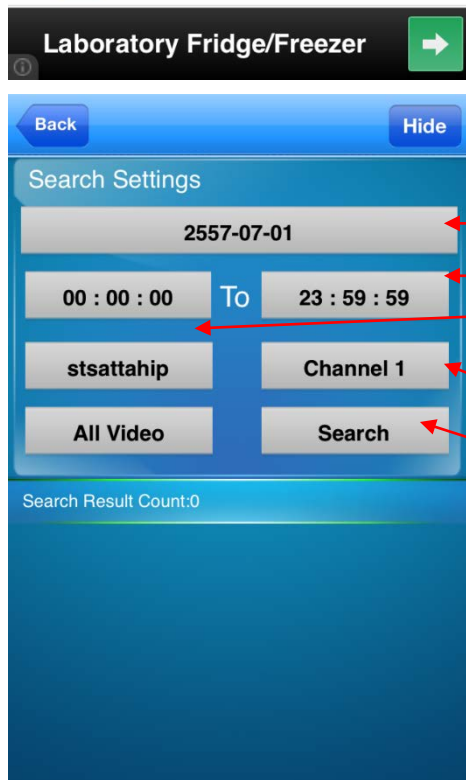 Laboratory Fridge/Freezer
Back
Hide
Search Settings
2557-07-01
00 : 00 : 00 To 23 : 59 : 59
stsattahip Channel 1
All Video Search
Search Result Count:0